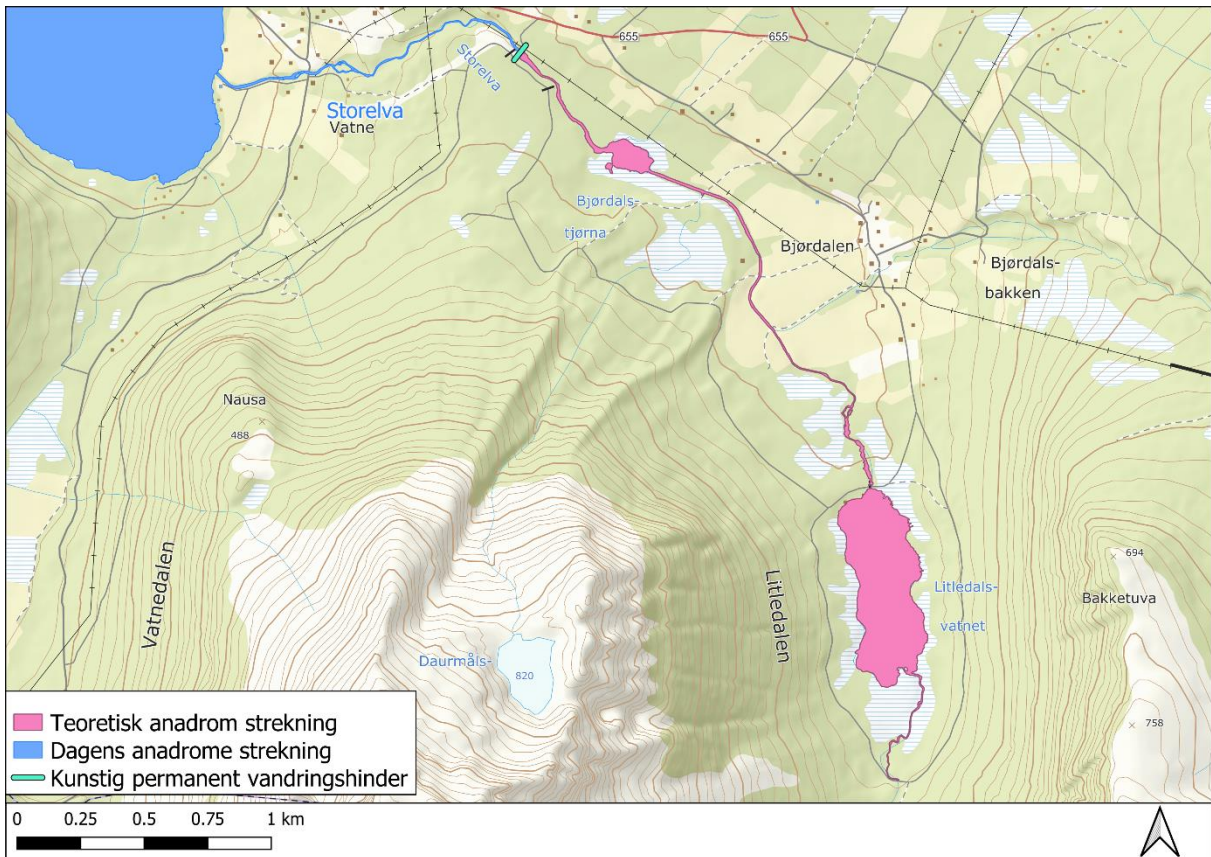 655
655
Storelva
Storelva
Vatne
Bjørdals-
tjørna
Bjørdalen
Bjørdals-
bakken
Nausa
488
Vatnedalen
Litledalen
Litledals-
vatnet
694
Bakketuva
Daurmåls-
820
758
Teoretisk anadrom strekning
Dagens anadrome strekning
Kunstig permanent vandringshinder
0 0.25 0.5 0.75 1 km